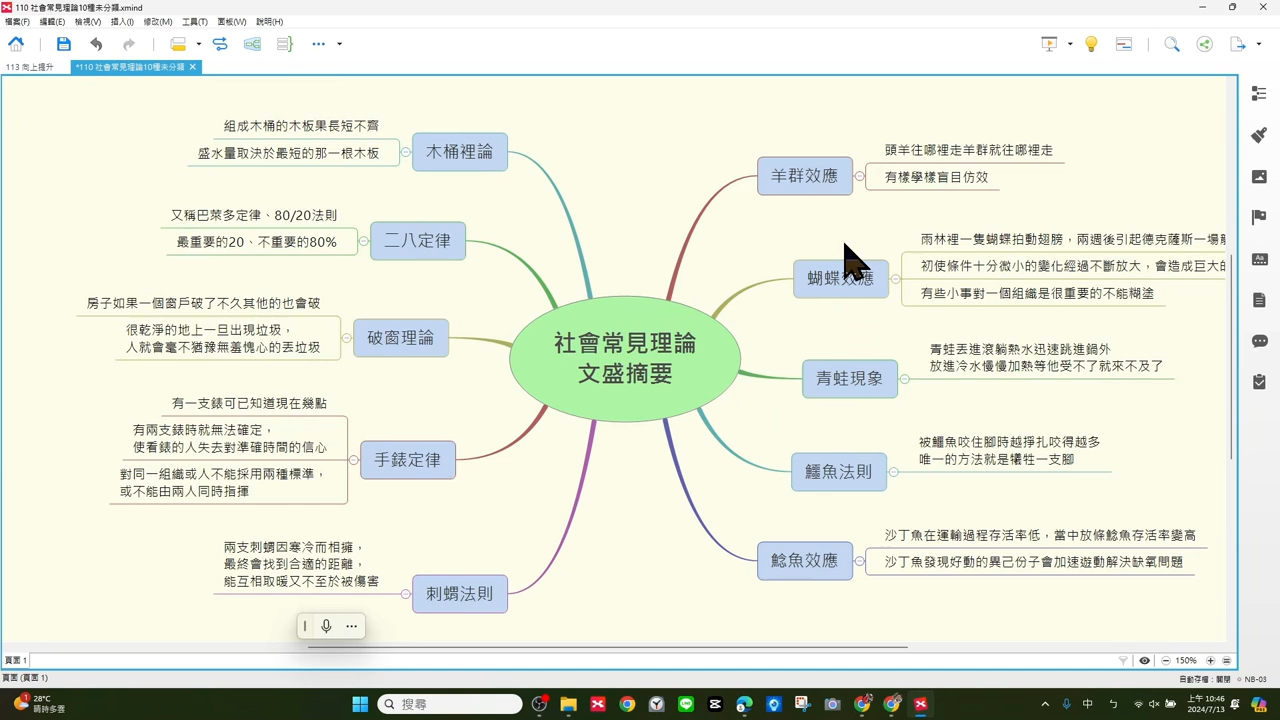 110 社會常見理論10種未分類.xmind
檔案(F) 編輯(E) 檢視(V) 插入(I) 修改(M) 工具(T) 面板(W) 說明(H)
113 向上提升
*110 社會常見理論10種未分類
社會常見理論
文盛摘要
羊群效應
頭羊往哪裡走羊群就往哪裡走
有樣學樣盲目仿效
蝴蝶效應
雨林裡一隻蝴蝶拍動翅膀，兩週後引起德克薩斯一場
初使條件十分微小的變化經過不斷放大，會造成巨大的
有些小事對一個組織是很重要的不能糊塗
青蛙現象
青蛙丟進滾躺熱水迅速跳進鍋外
放進冷水慢慢加熱等他受不了就來不及了
鱷魚法則
被鱷魚咬住腳時越掙扎咬得越多
唯一的方法就是犧牲一支腳
鯰魚效應
沙丁魚在運輸過程存活率低，當中放條鯰魚存活率變高
沙丁魚發現好動的異己份子會加速遊動解決缺氧問題
木桶裡論
組成木桶的木板果長短不齊
盛水量取決於最短的那一根木板
二八定律
又稱巴萊多定律、80/20法則
最重要的20、不重要的80%
破窗理論
房子如果一個窗戶破了不久其他的也會破
很乾淨的地上一旦出現垃圾，
人就會毫不猶豫無羞愧心的丟垃圾
手錶定律
有一支錶可已知道現在幾點
有兩支錶時就無法確定，
使看錶的人失去對準確時間的信心
對同一組織或人不能採用兩種標準，
或不能由兩人同時指揮
刺蝟法則
兩支刺蝟因寒冷而相擁，
最終會找到合適的距離，
能互相取暖又不至於被傷害
頁面 1
150%
頁面 (頁面 1)
自動存檔：關閉
NB-03
28°C
晴時多雲
搜尋
中
上午 10:46
2024/7/13